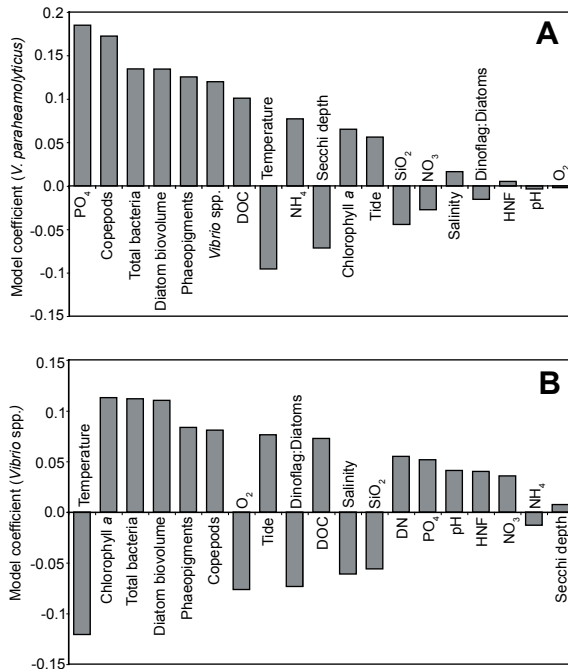 A
Model coefficient (V. paraheamolyticus)
0.2
0.15
0.1
0.05
0.0
-0.05
-0.1
0.15
PO4
Copepods
Total bacteria
Diatom biovolume
Phaeopigments
Vibrio spp.
DOC
Temperature
NH4
Secchi depth
Chlorophyll a
Tide
SiO2
NO3
Salinity
Dinoflag:Diatoms
HNF
pH
O2
B
Model coefficient (Vibrio spp.)
0.15
0.1
0.05
0.0
-0.05
-0.1
-0.15
Temperature
Chlorophyll a
Total bacteria
Diatom biovolume
Phaeopigments
Copepods
O2
Tide
Dinoflag:Diatoms
DOC
Salinity
SiO2
DN
PO4
pH
HNF
NO3
NH4
Secchi depth